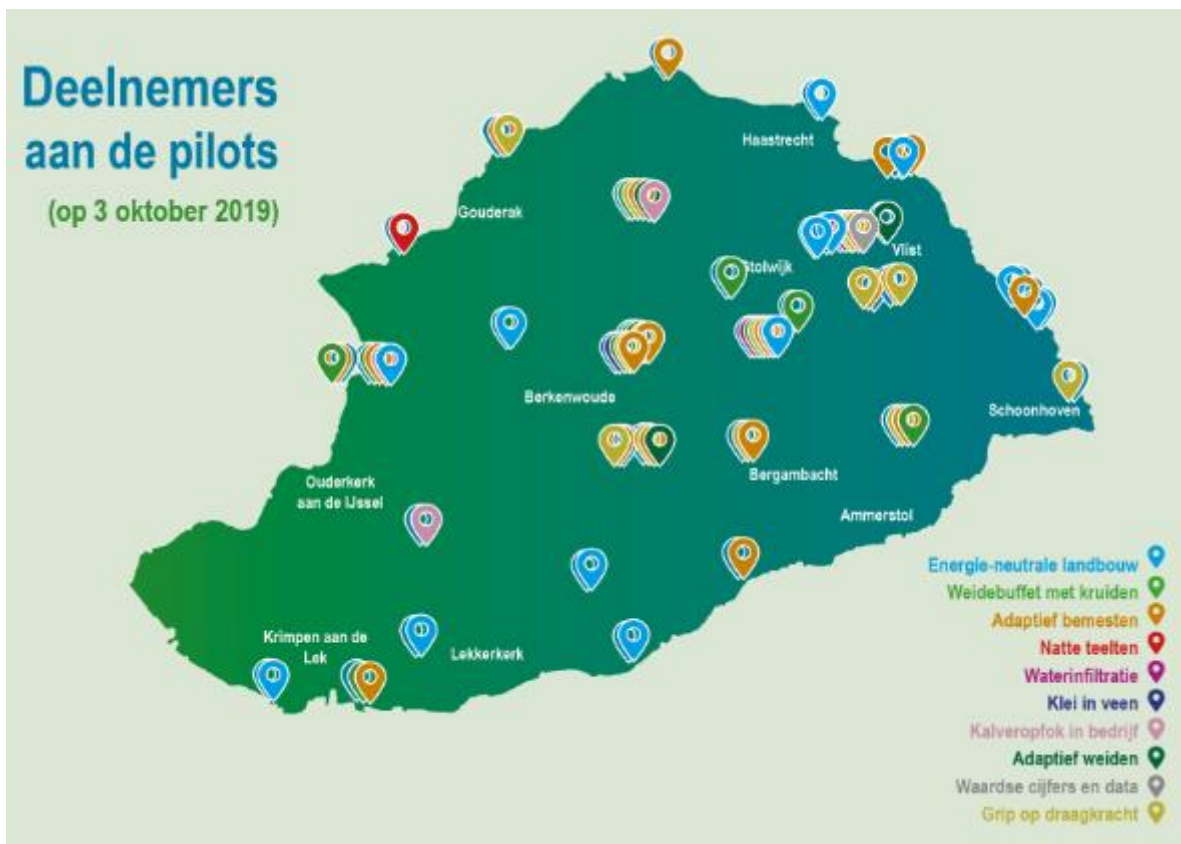 Deelnemers
aan de pilots
(op 3 oktober 2019)
Haastrecht
Gouderak
Vlist
Stolwijk
Berkenwoude
Schoonhoven
Bergambacht
Ouderkerk
aan de IJssel
Ammerstol
Krimpen aan de
Lek
Lekkerkerk
Energie-neutrale landbouw
Weidebuffet met kruiden
Adaptief bemesten
Natte teelten
Waterinfiltratie
Klei in veen
Kalveropfok in bedrijf
Adaptief weiden
Waardse cijfers en data
Grip op draagkracht